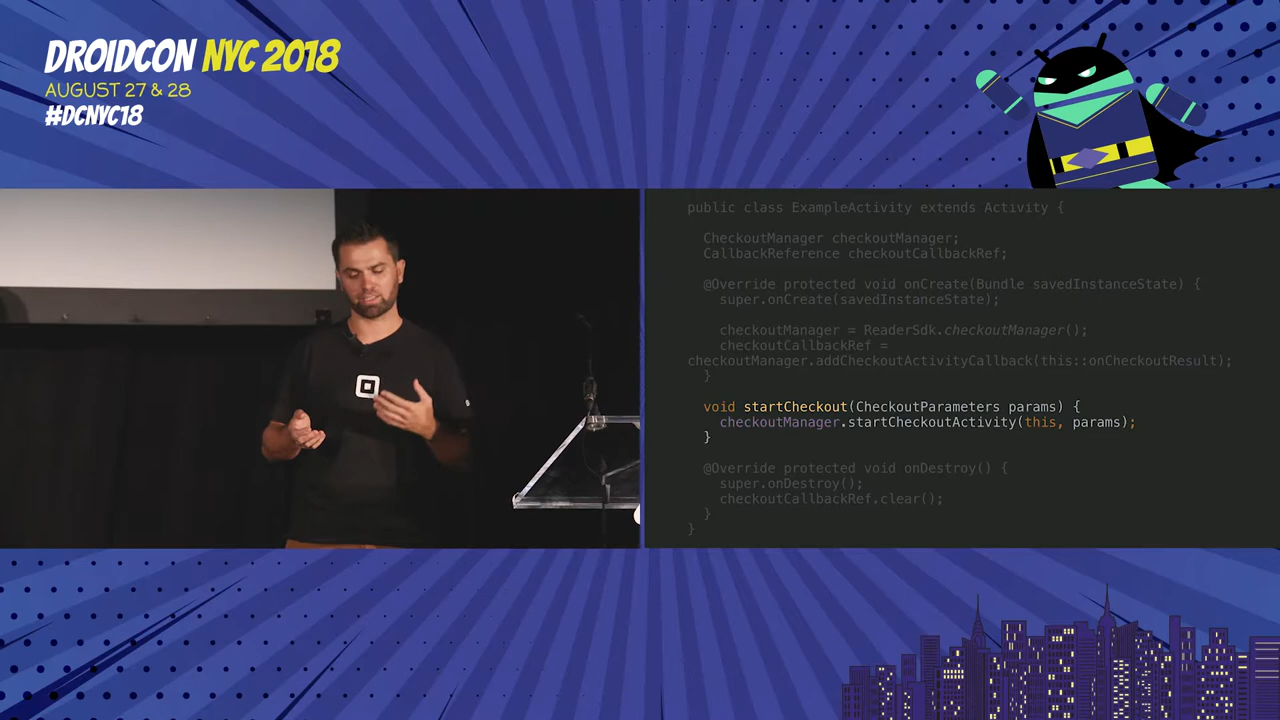 DROIDCON NYC 2018
AUGUST 27 & 28
#DCNYC18
public class ExampleActivity extends Activity {
CheckoutManager checkoutManager;
CallbackReference checkoutCallbackRef;
@Override protected void onCreate(Bundle savedInstanceState) {
super.onCreate(savedInstanceState);
checkoutManager = ReaderSdk.checkoutManager();
checkoutCallbackRef =
checkoutManager.addCheckoutActivityCallback(this::onCheckoutResult);
}
void startCheckout(CheckoutParameters params) {
checkoutManager.startCheckoutActivity(this, params);
}
@Override protected void onDestroy() {
super.onDestroy();
checkoutCallbackRef.clear();
}
}